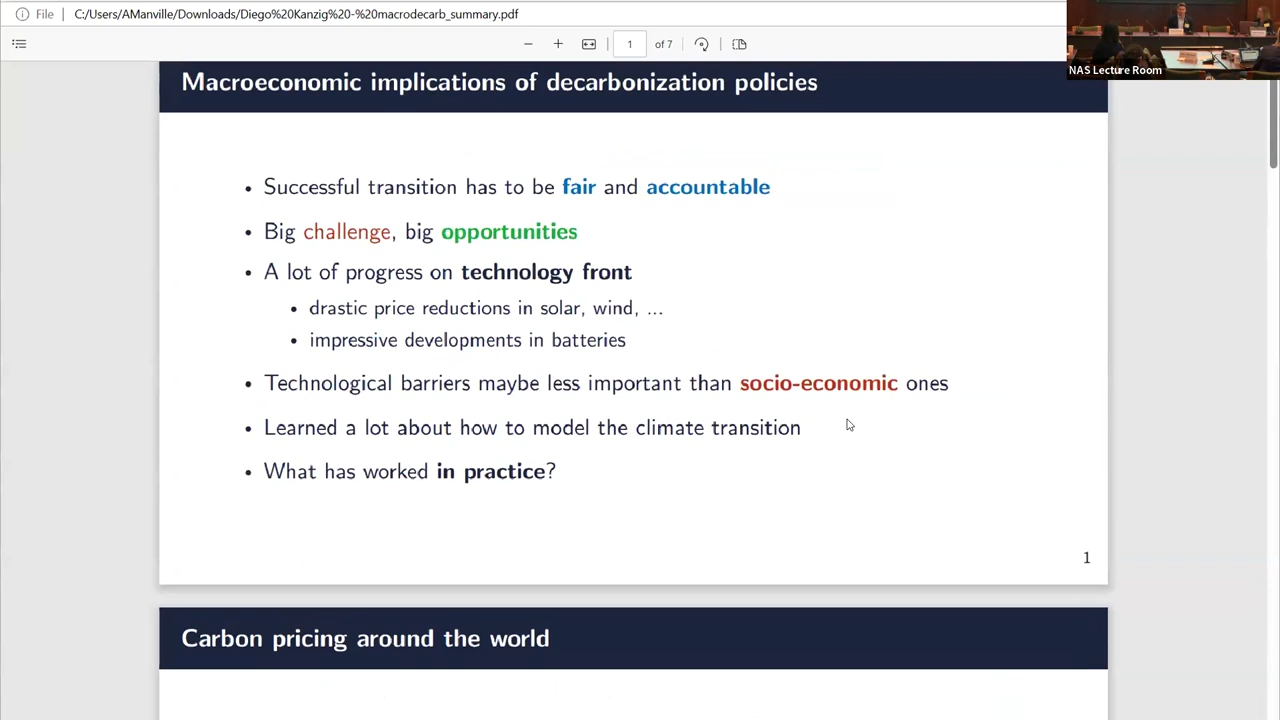 File
C:/Users/AManville/Downloads/Diego%20Kanzig%20-%20macrodecarb_summary.pdf
1 of 7
NAS Lecture Room
Macroeconomic implications of decarbonization policies
• Successful transition has to be fair and accountable
• Big challenge, big opportunities
• A lot of progress on technology front
• drastic price reductions in solar, wind, ...
• impressive developments in batteries
• Technological barriers maybe less important than socio-economic ones
• Learned a lot about how to model the climate transition
• What has worked in practice?
1
Carbon pricing around the world